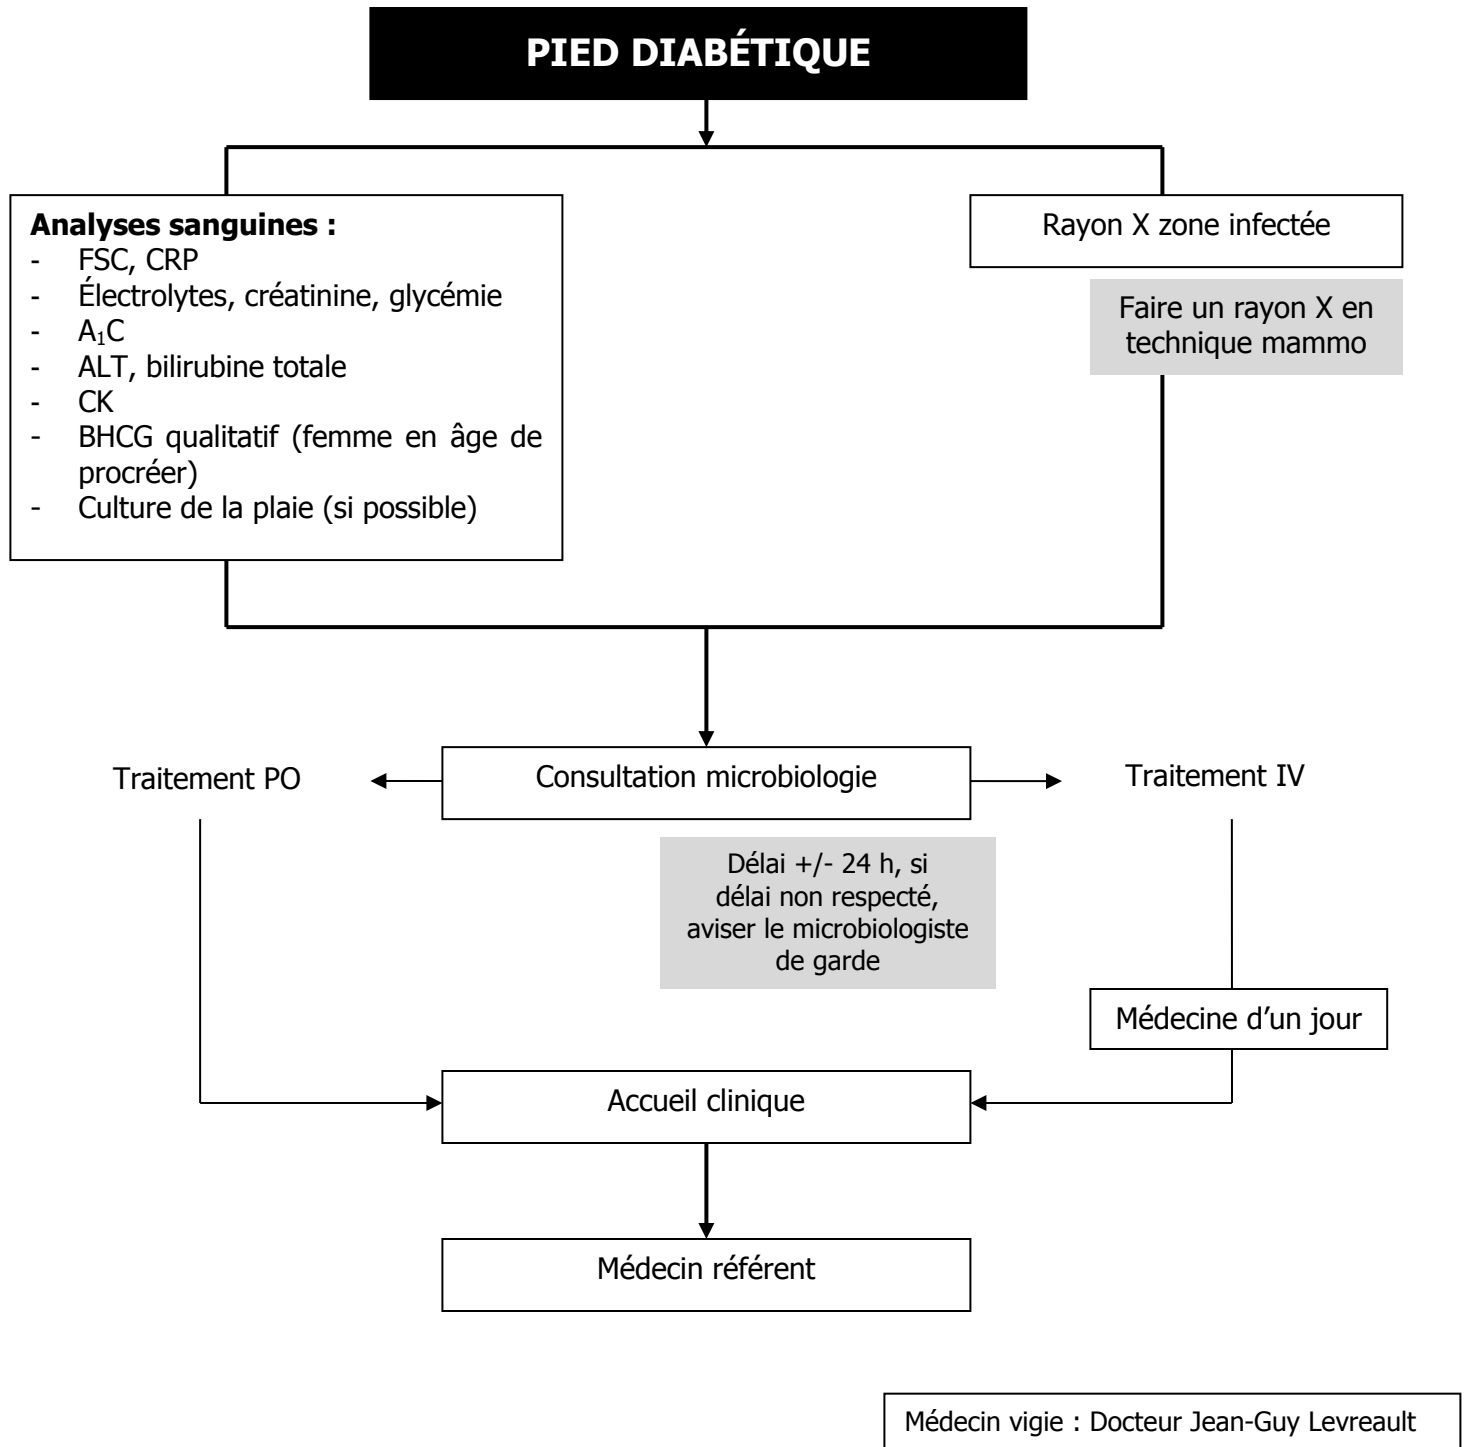 PIED DIABÉTIQUE
Analyses sanguines :
- FSC, CRP
- Électrolytes, créatinine, glycémie
- A₁C
- ALT, bilirubine totale
- CK
- BHCG qualitatif (femme en âge de
procréer)
- Culture de la plaie (si possible)
Rayon X zone infectée
Faire un rayon X en
technique mammo
Traitement PO
Consultation microbiologie
Traitement IV
Délai +/- 24 h, si
délai non respecté,
aviser le microbiologiste
de garde
Médecine d’un jour
Accueil clinique
Médecin référent
Médecin vigie : Docteur Jean-Guy Levreault